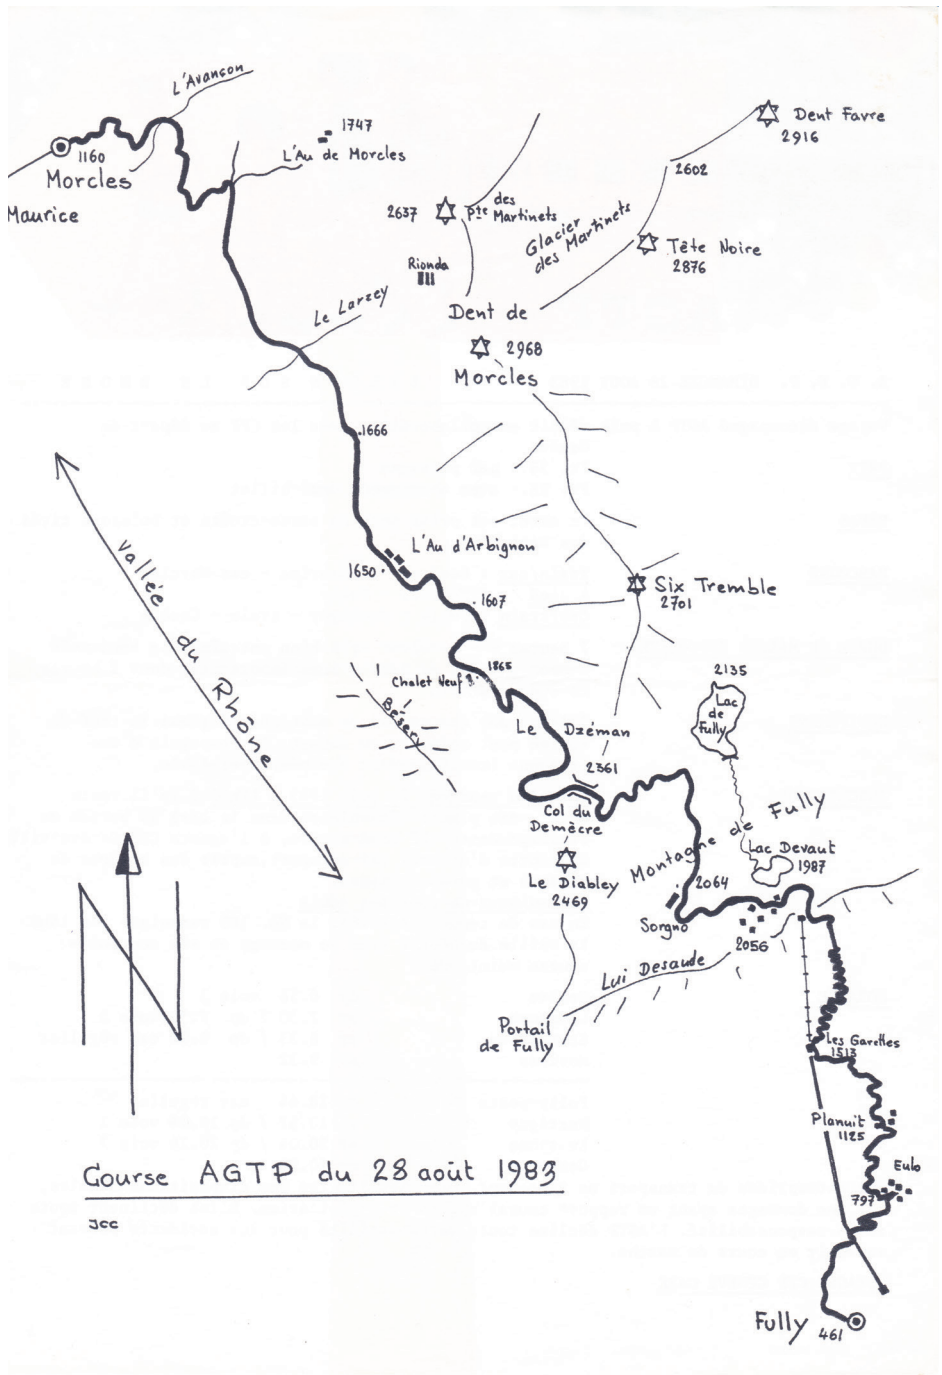 L'Avançon
1747
L'Au de Morcles
1160
Morcles
Maurice
Dent Favre
2916
2602
2637
Pte des
Martinets
Glacier
des Martinets
Tête Noire
2876
Rionda
Le Larzey
Dent de
2968
Morcles
1666
L'Au d'Arbignon
1650
1607
Six Tremble
2701
vallée du Rhône
1865
Chalet Neuf
Bésery
2135
Lac
de
Fully
Le Dzéman
2361
Col du
Demècre
Montagne de Fully
Lac Devaut
1987
Le Diabley
2469
2064
Sorgno
2056
Lui Desaude
N
Portail
de Fully
Les Garettes
1513
Planuit
1125
Eulo
797
Course AGTP du 28 août 1983
JCC
Fully 461